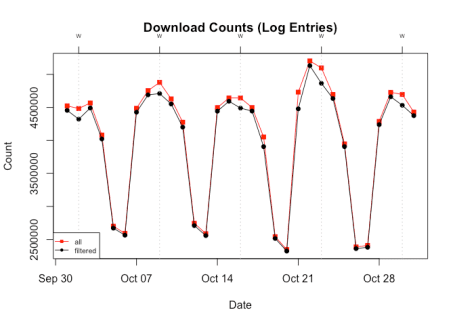 Download Counts (Log Entries)
w w w w w
Count
4500000
3500000
2500000
all
filtered
Sep 30 Oct 07 Oct 14 Oct 21 Oct 28
Date